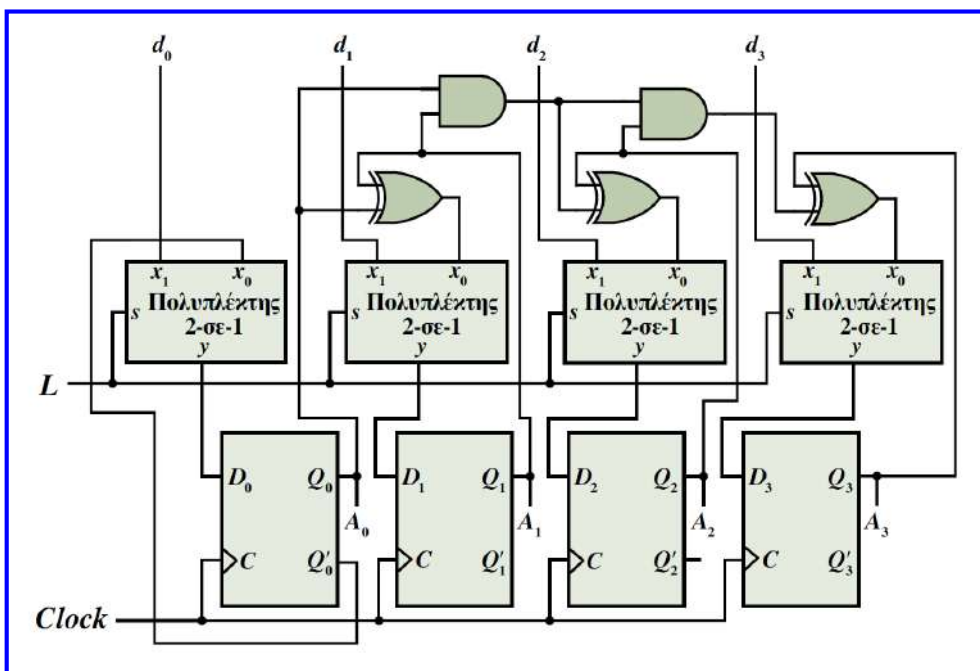 d0 d1 d2 d3
x1 x0 x1 x0 x1 x0 x1 x0
Πολυπλέκτης Πολυπλέκτης Πολυπλέκτης Πολυπλέκτης
s s s s
2-σε-1 2-σε-1 2-σε-1 2-σε-1
y y y y
L
D0 Q0 D1 Q1 D2 Q2 D3 Q3
A0 A1 A2 A3
C Q′0 C Q′1 C Q′2 C Q′3
Clock